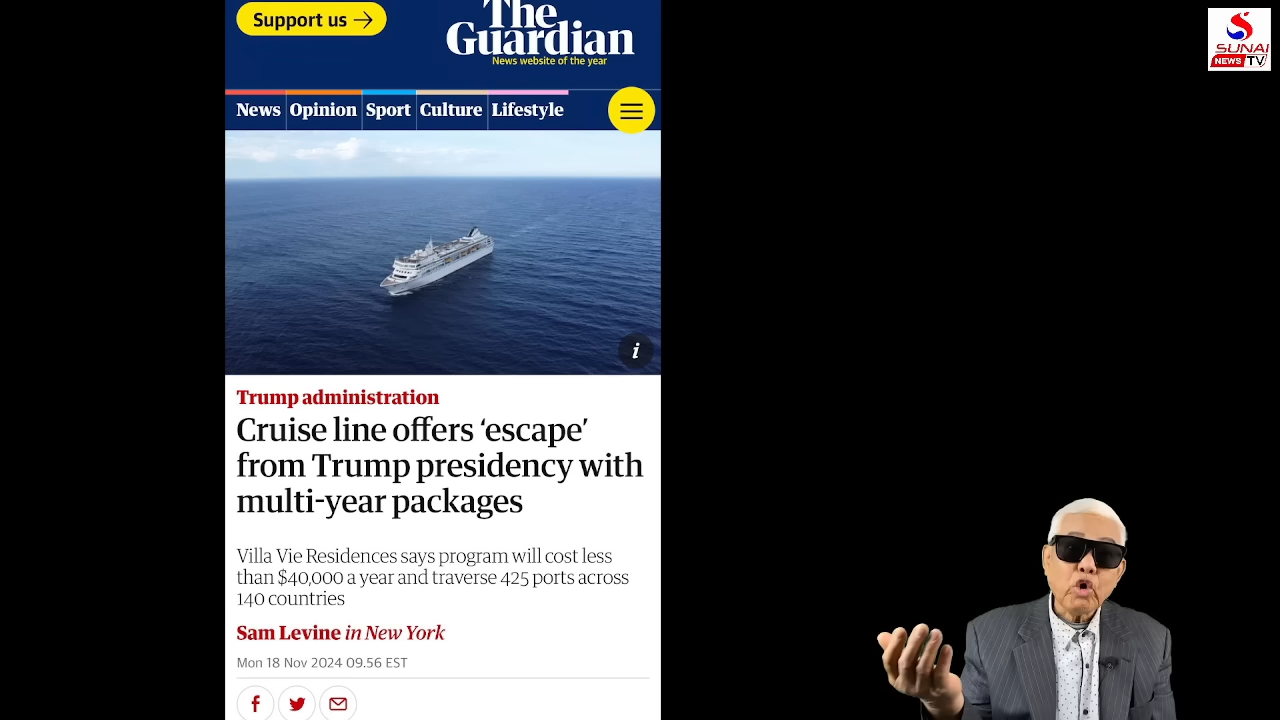 Support us →
The
Guardian
News website of the year
News Opinion Sport Culture Lifestyle
i
Trump administration
Cruise line offers ‘escape’
from Trump presidency with
multi-year packages
Villa Vie Residences says program will cost less
than $40,000 a year and traverse 425 ports across
140 countries
Sam Levine in New York
Mon 18 Nov 2024 09.56 EST
SUNAI
NEWS TV